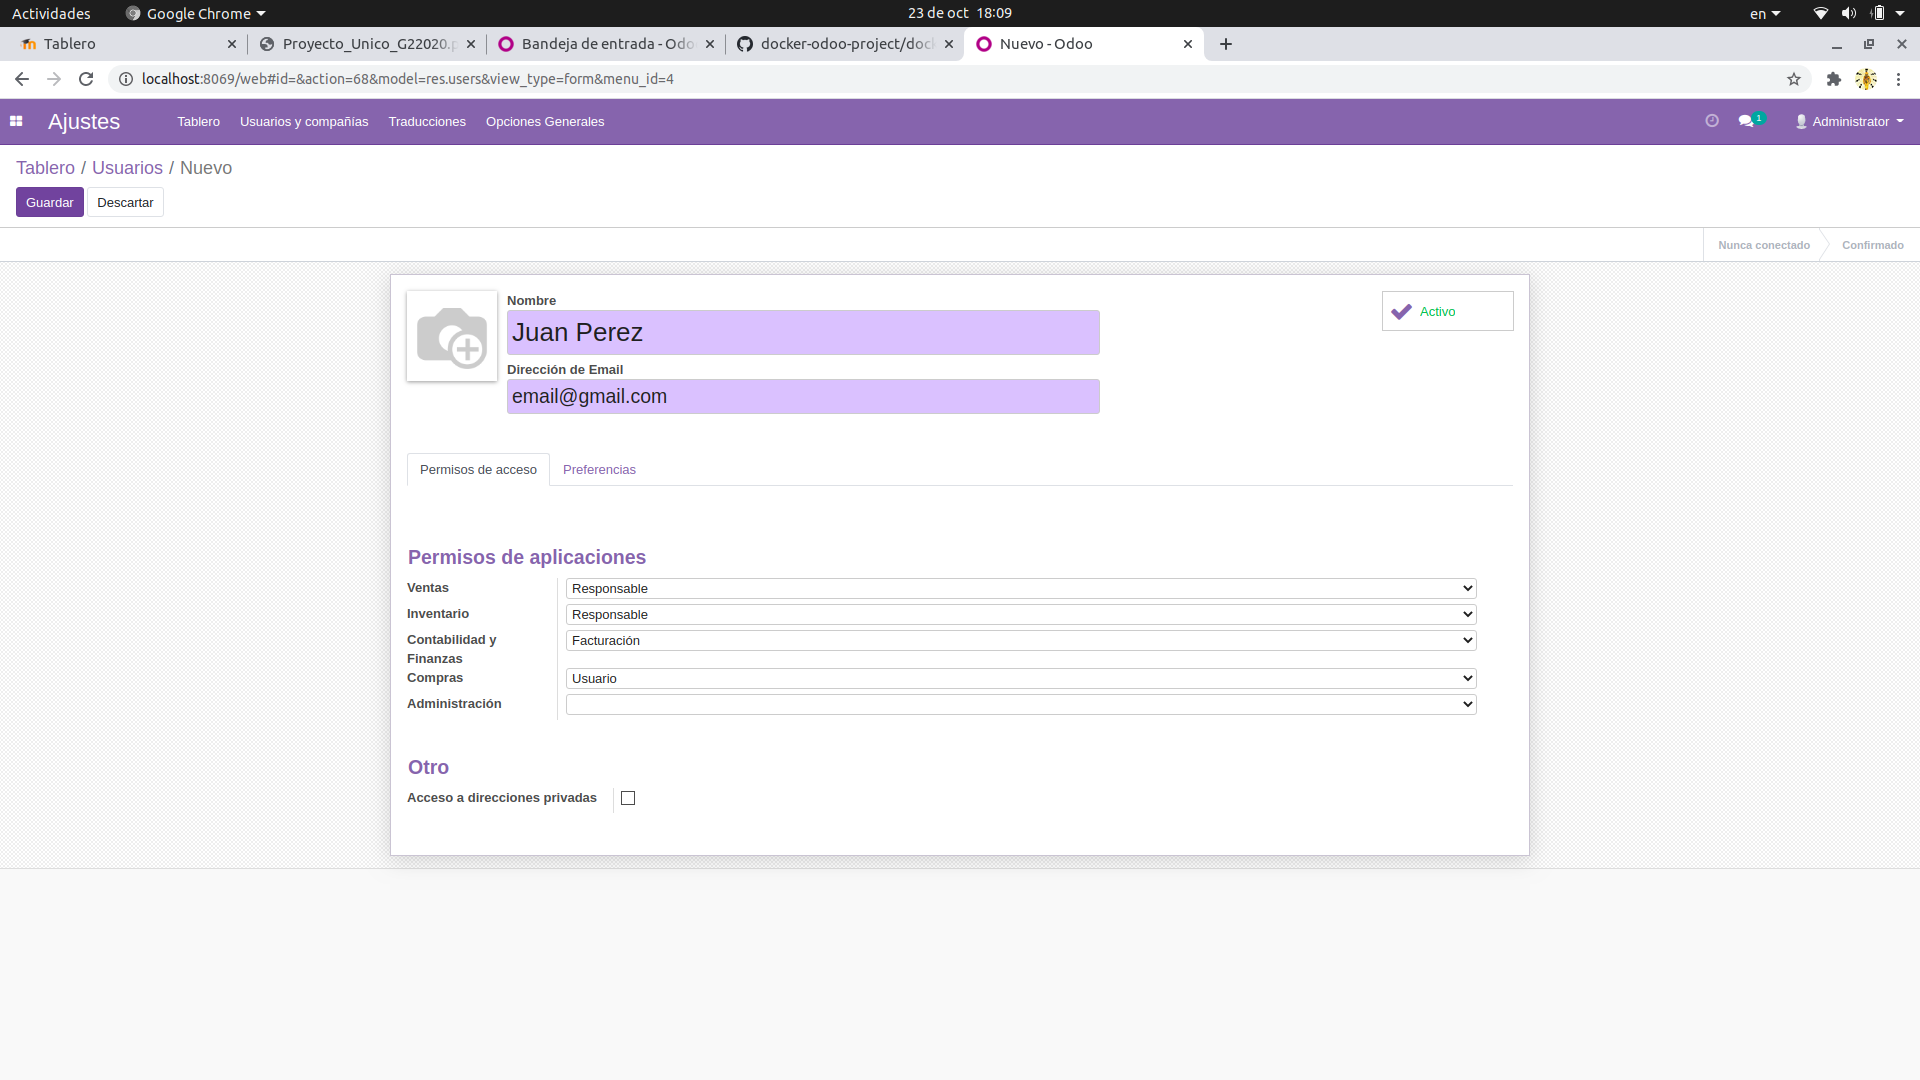 Actividades Google Chrome 23 de oct 18:09 en
Tablero Proyecto_Unico_G22020.p Bandeja de entrada - Odoo docker-odoo-project/dock Nuevo - Odoo
localhost:8069/web#id=&action=68&model=res.users&view_type=form&menu_id=4
Ajustes Tablero Usuarios y compañías Traducciones Opciones Generales 1 Administrator
Tablero / Usuarios / Nuevo
Guardar Descartar
Nunca conectado Confirmado
Nombre
Juan Perez
Activo
Dirección de Email
email@gmail.com
Permisos de acceso Preferencias
Permisos de aplicaciones
Ventas Responsable
Inventario Responsable
Contabilidad y Finanzas Facturación
Compras Usuario
Administración
Otro
Acceso a direcciones privadas